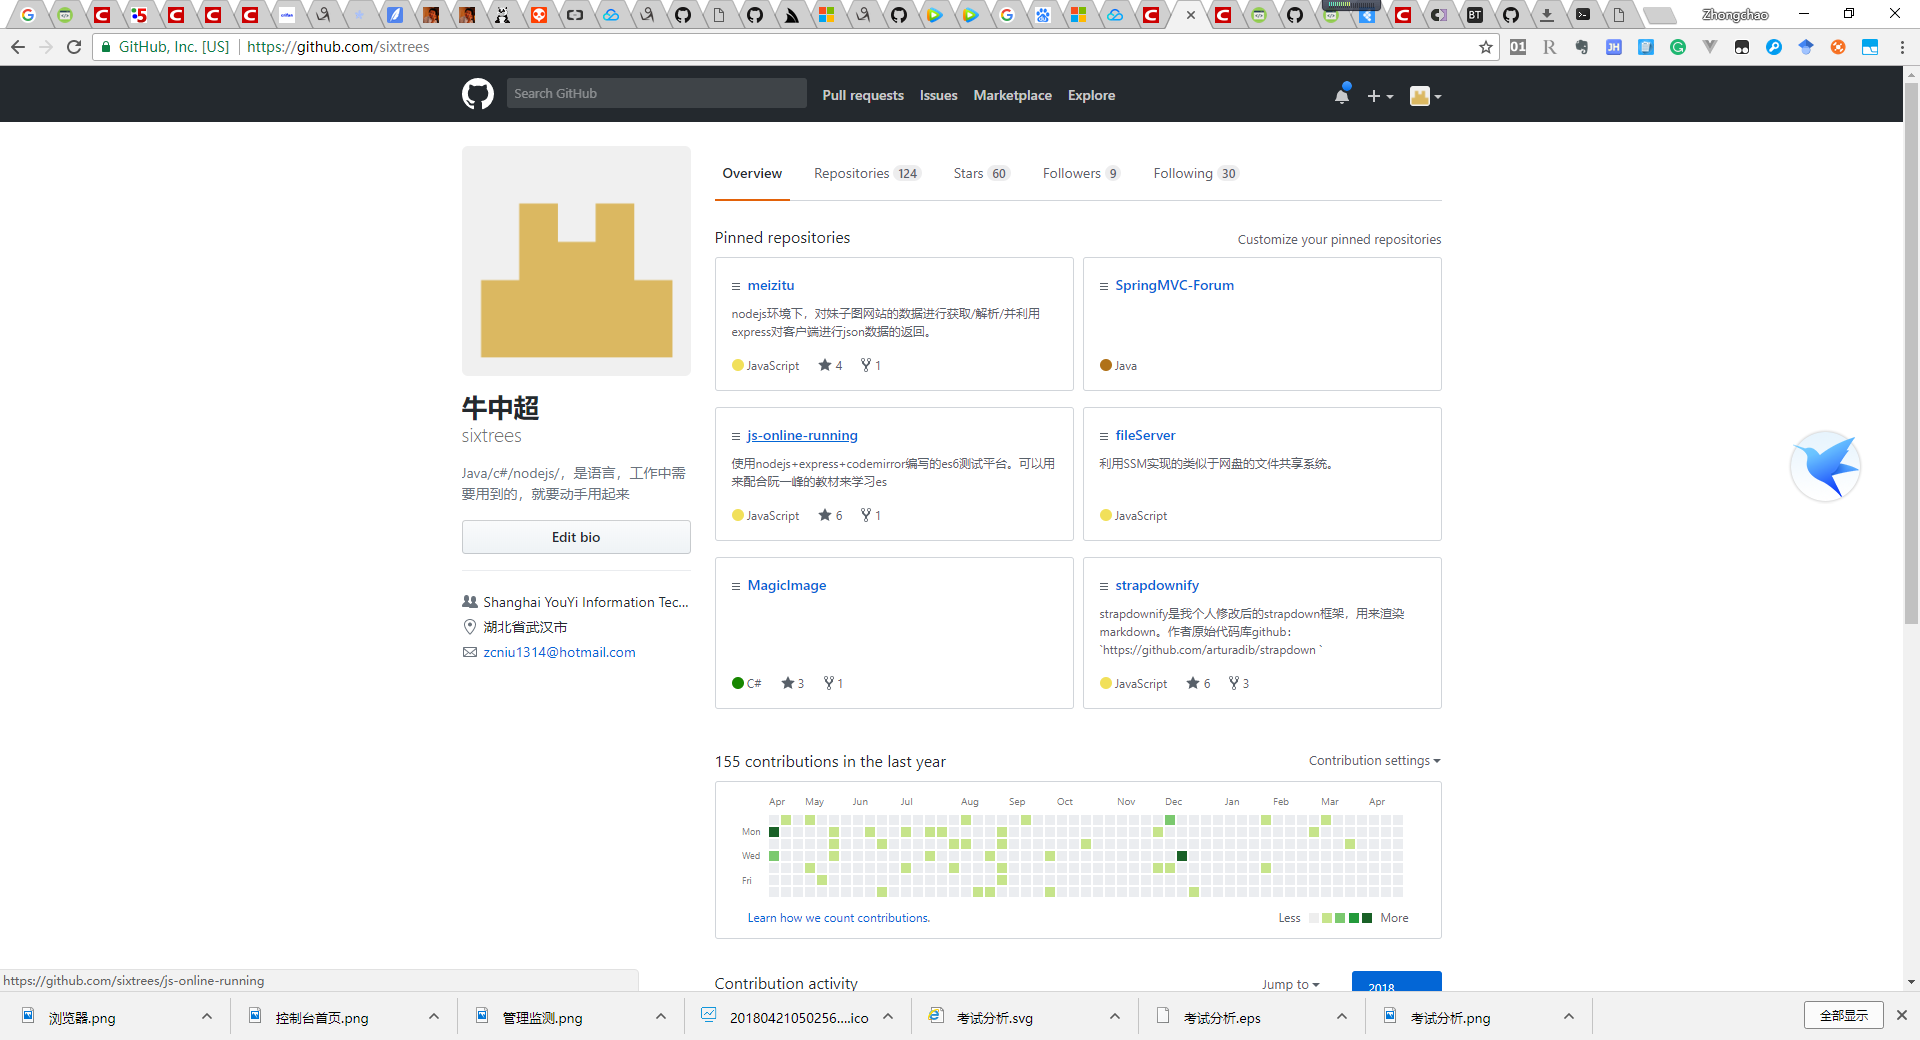 Zhongchao
GitHub, Inc. [US] https://github.com/sixtrees
Search GitHub
Pull requests Issues Marketplace Explore
Overview Repositories 124 Stars 60 Followers 9 Following 30
Pinned repositories
Customize your pinned repositories
meizitu
nodejs环境下，对妹子图网站的数据进行获取/解析/并利用
express对客户端进行json数据的返回。
JavaScript 4 1
SpringMVC-Forum
Java
js-online-running
使用nodejs+express+codemirror编写的es6测试平台。可以用
来配合阮一峰的教材来学习es
JavaScript 6 1
fileServer
利用SSM实现的类似于网盘的文件共享系统。
JavaScript
MagicImage
C# 3 1
strapdownify
strapdownify是我个人修改后的strapdown框架，用来渲染
markdown。作者原始代码库github：
`https://github.com/arturadib/strapdown `
JavaScript 6 3
牛中超
sixtrees
Java/c#/nodejs/，是语言，工作中需
要用到的，就要动手用起来
Edit bio
Shanghai YouYi Information Tec...
湖北省武汉市
zcniu1314@hotmail.com
155 contributions in the last year
Contribution settings
Apr May Jun Jul Aug Sep Oct Nov Dec Jan Feb Mar Apr
Mon
Wed
Fri
Learn how we count contributions.
Less More
Contribution activity
Jump to
2018
https://github.com/sixtrees/js-online-running
浏览器.png
控制台首页.png
管理监测.png
20180421050256....ico
考试分析.svg
考试分析.eps
考试分析.png
全部显示